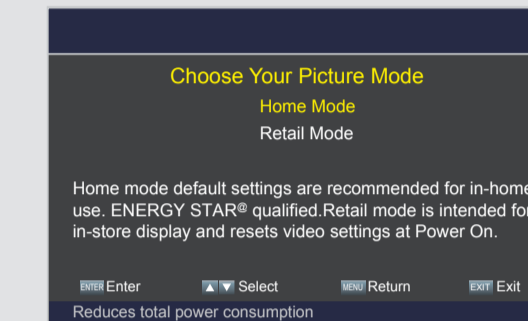 Choose Your Picture Mode
Home Mode
Retail Mode
Home mode default settings are recommended for in-home
use. ENERGY STAR@ qualified.Retail mode is intended for
in-store display and resets video settings at Power On.
ENTER Enter ▲ ▼ Select MENU Return EXIT Exit
Reduces total power consumption